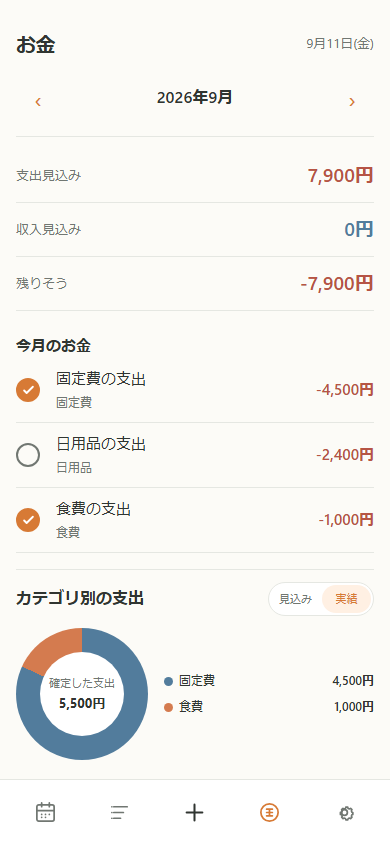 お金
9月11日(金)
‹ 2026年9月 ›
支出見込み 7,900円
収入見込み 0円
残りそう -7,900円
今月のお金
固定費の支出
固定費
-4,500円
日用品の支出
日用品
-2,400円
食費の支出
食費
-1,000円
カテゴリ別の支出
見込み 実績
確定した支出
5,500円
固定費 4,500円
食費 1,000円